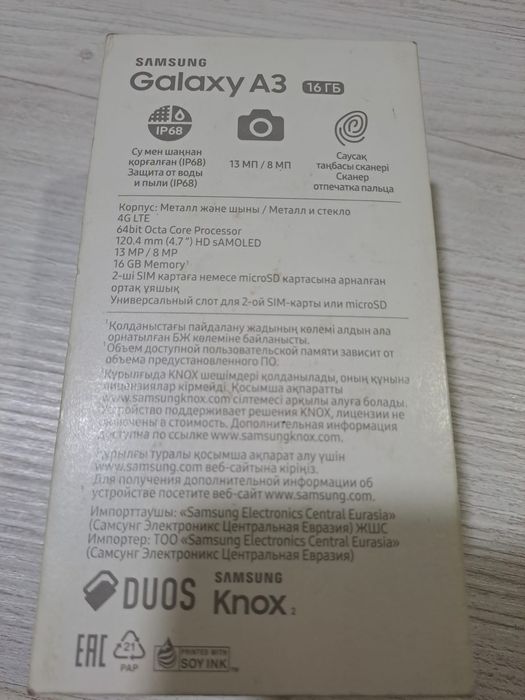 SAMSUNG
Galaxy A3 16 ГБ
IP68
Су мен шаңнан
қорғалған (IP68)
Защита от воды
и пыли (IP68)
13 МП / 8 МП
Саусақ
таңбасы сканері
Сканер
отпечатка пальца
Корпус: Металл және шыны / Металл и стекло
4G LTE
64bit Octa Core Processor
120.4 mm (4.7") HD sAMOLED
13 MP / 8 MP
16 GB Memory¹
2-ші SIM картаға немесе microSD картасына арналған
ортақ ұяшық
Универсальный слот для 2-ой SIM-карты или microSD
¹Қолданыстағы пайдалану жадының көлемі алдын ала
орнатылған БЖ көлеміне байланысты.
¹Объем доступной пользовательской памяти зависит от
объема предустановленного ПО.
²Құрылғыда KNOX шешімдері қолданылады, оның құнына
лицензиялар кірмейді. Қосымша ақпаратты
www.samsungknox.com сілтемесі арқылы алуға болады.
Устройство поддерживает решения KNOX, лицензии не
включены в стоимость. Дополнительная информация
доступна по ссылке www.samsungknox.com.
Құрылғы туралы қосымша ақпарат алу үшін
www.samsung.com веб-сайтына кіріңіз.
Для получения дополнительной информации об
устройстве посетите веб-сайт www.samsung.com.
Импорттаушы: «Samsung Electronics Central Eurasia»
(Самсунг Электроникс Центральная Евразия) ЖШС
Импортер: ТОО «Samsung Electronics Central Eurasia»
(Самсунг Электроникс Центральная Евразия)
DUOS SAMSUNG Knox 2
EAC 21 PAP PRINTED WITH SOY INK™